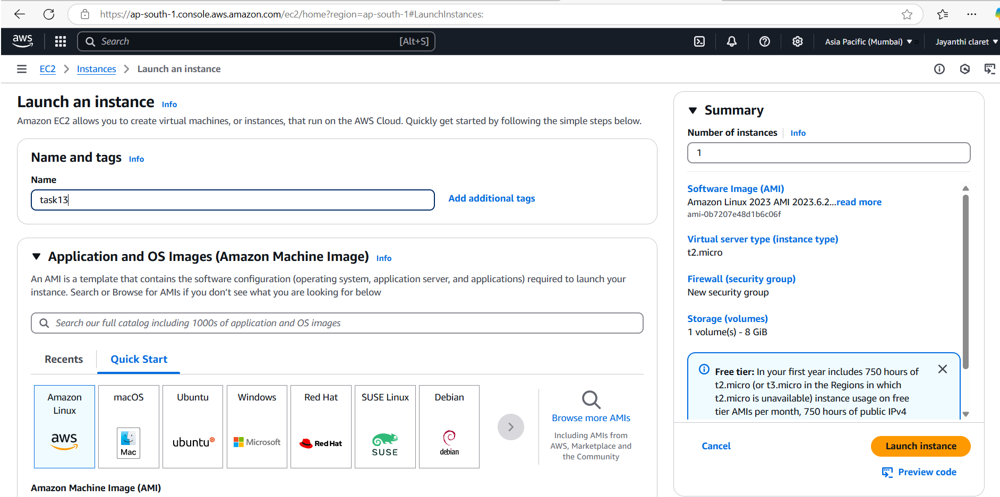 https://ap-south-1.console.aws.amazon.com/ec2/home?region=ap-south-1#LaunchInstances:
aws
Search
[Alt+S]
Asia Pacific (Mumbai)
Jayanthi claret
EC2
Instances
Launch an instance
Launch an instance
Info
Amazon EC2 allows you to create virtual machines, or instances, that run on the AWS Cloud. Quickly get started by following the simple steps below.
Name and tags
Info
Name
task13
Add additional tags
Application and OS Images (Amazon Machine Image)
Info
An AMI is a template that contains the software configuration (operating system, application server, and applications) required to launch your
instance. Search or Browse for AMIs if you don’t see what you are looking for below
Search our full catalog including 1000s of application and OS images
Recents
Quick Start
Amazon
Linux
aws
macOS
Mac
Ubuntu
ubuntu
Windows
Microsoft
Red Hat
Red Hat
SUSE Linux
SUSE
Debian
debian
Browse more AMIs
Including AMIs from
AWS, Marketplace and
the Community
Amazon Machine Image (AMI)
Summary
Number of instances
Info
1
Software Image (AMI)
Amazon Linux 2023 AMI 2023.6.2...read more
ami-0b7207e48d1b6c06f
Virtual server type (instance type)
t2.micro
Firewall (security group)
New security group
Storage (volumes)
1 volume(s) - 8 GiB
Free tier: In your first year includes 750 hours of
t2.micro (or t3.micro in the Regions in which
t2.micro is unavailable) instance usage on free
tier AMIs per month, 750 hours of public IPv4
Cancel
Launch instance
Preview code